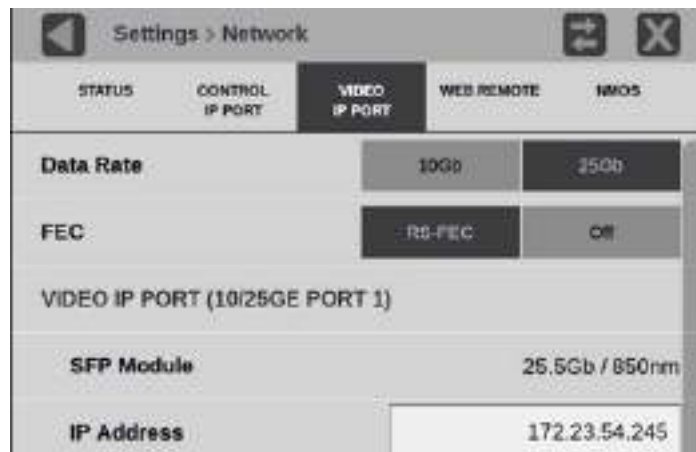 Settings > Network
STATUS
CONTROL IP PORT
VIDEO IP PORT
WEB REMOTE
NMOS
Data Rate
10Gb
25Gb
FEC
RS-FEC
Off
VIDEO IP PORT (10/25GE PORT 1)
SFP Module
25.5Gb / 850nm
IP Address
172.23.54.245